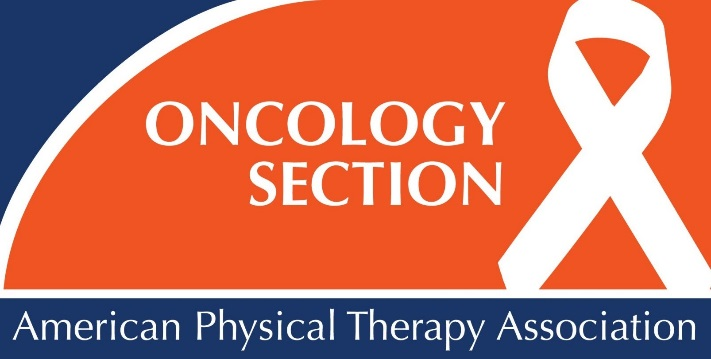 ONCOLOGY
SECTION
American Physical Therapy Association